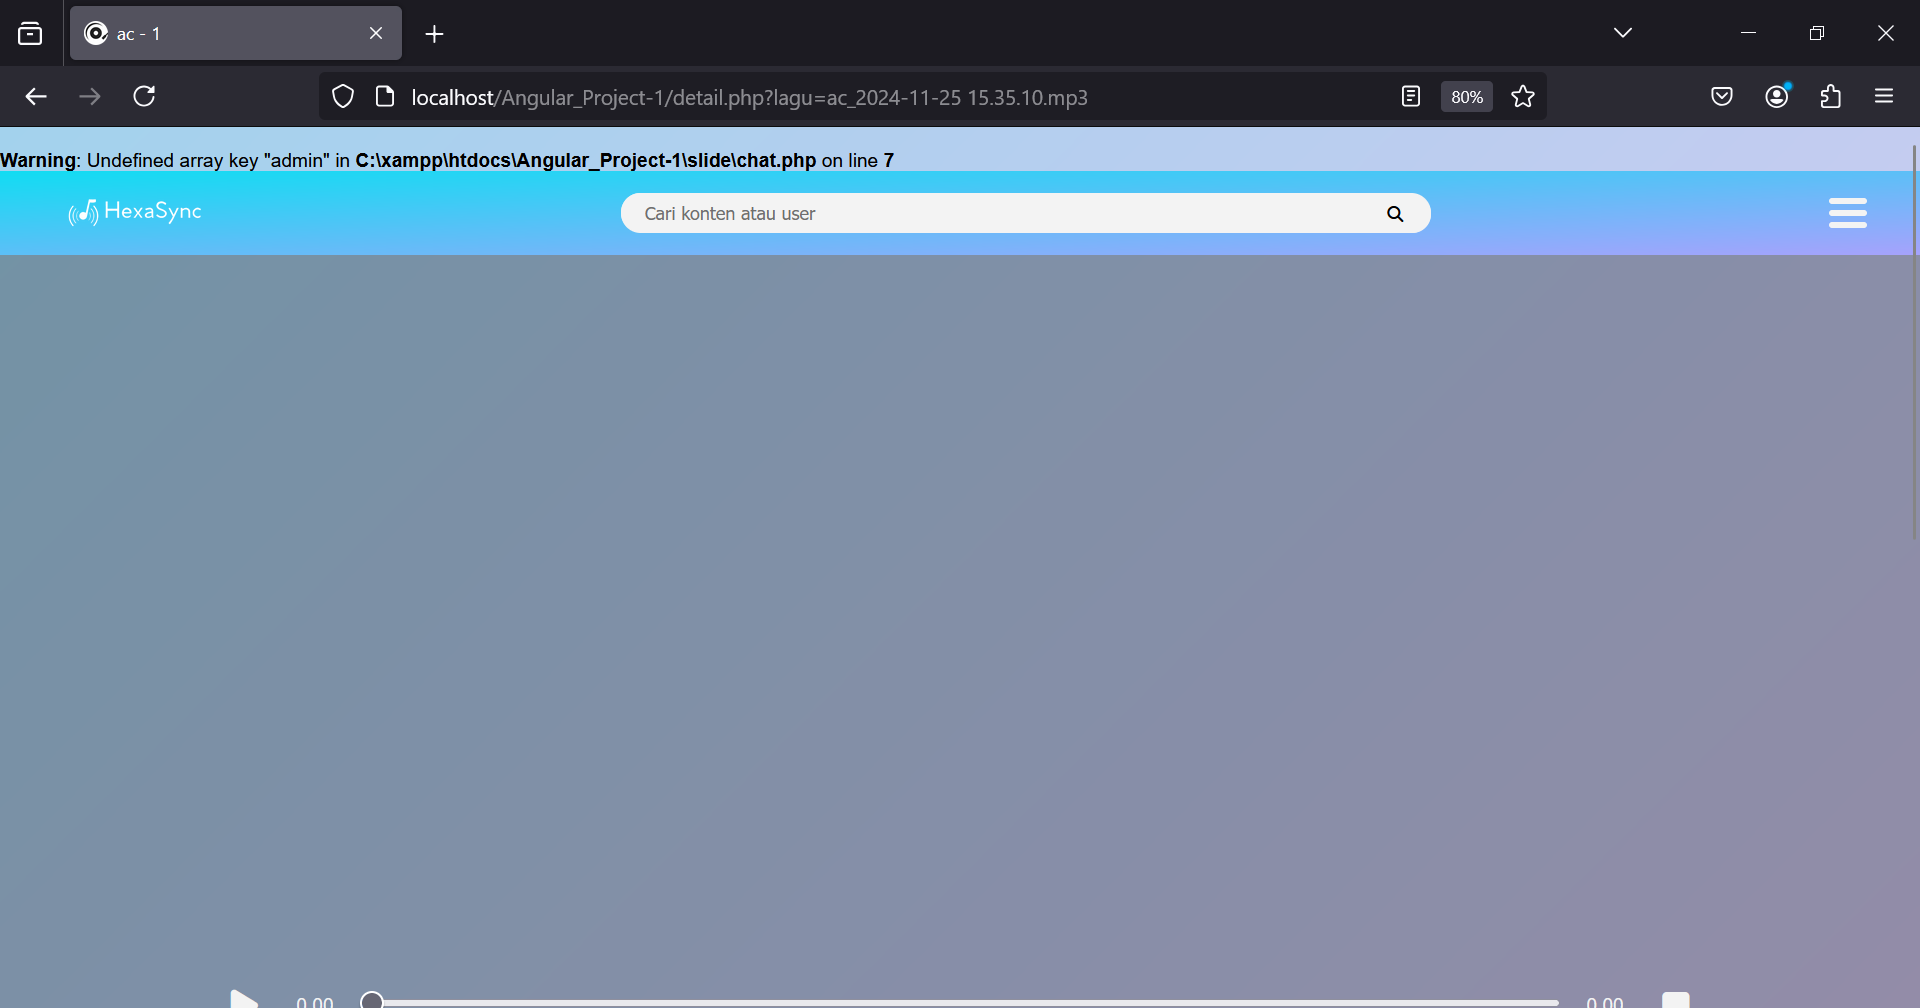 ac - 1
localhost/Angular_Project-1/detail.php?lagu=ac_2024-11-25 15.35.10.mp3
80%
Warning: Undefined array key "admin" in C:\xampp\htdocs\Angular_Project-1\slide\chat.php on line 7
HexaSync
Cari konten atau user
0.00
0.00